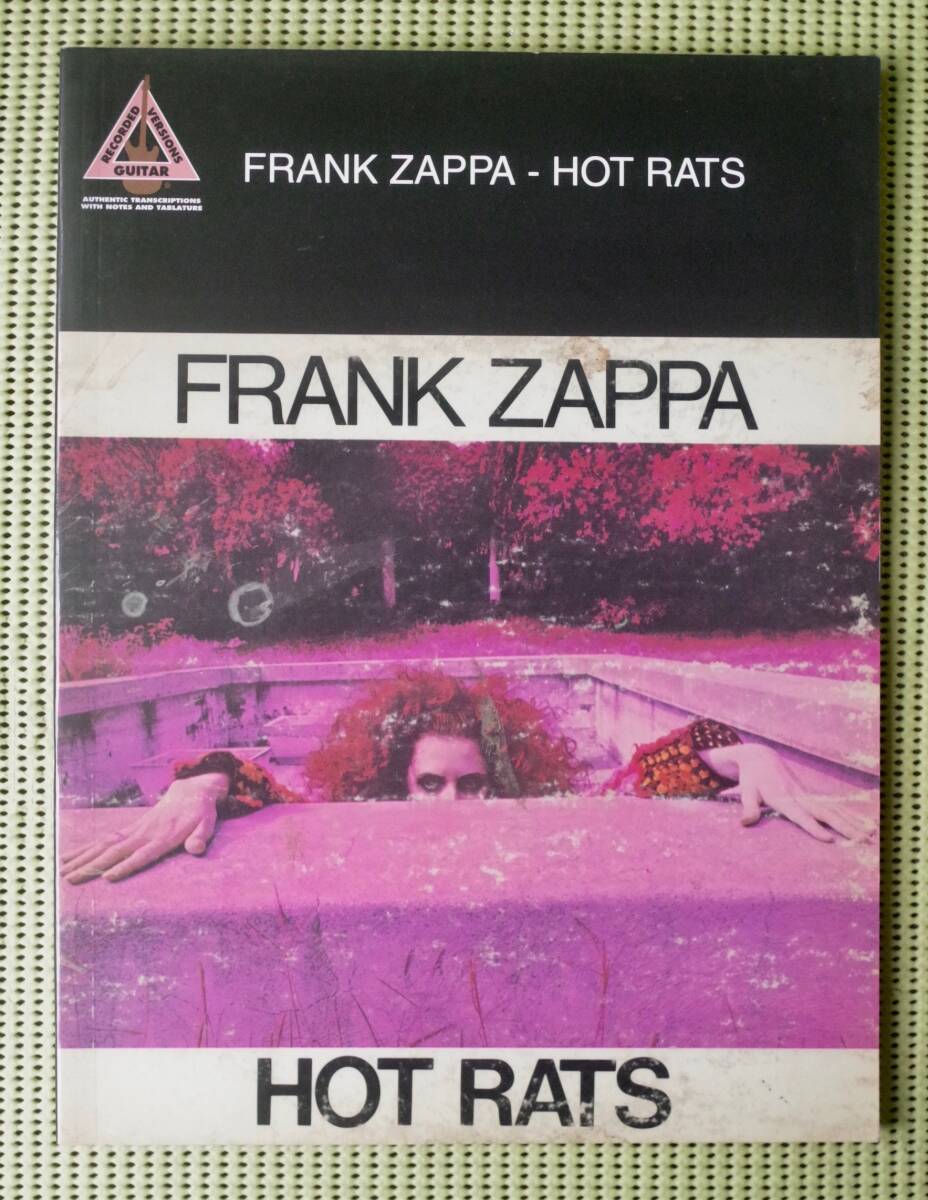 RECORDED VERSIONS
GUITAR
®
AUTHENTIC TRANSCRIPTIONS
WITH NOTES AND TABLATURE
FRANK ZAPPA - HOT RATS
FRANK ZAPPA
HOT RATS